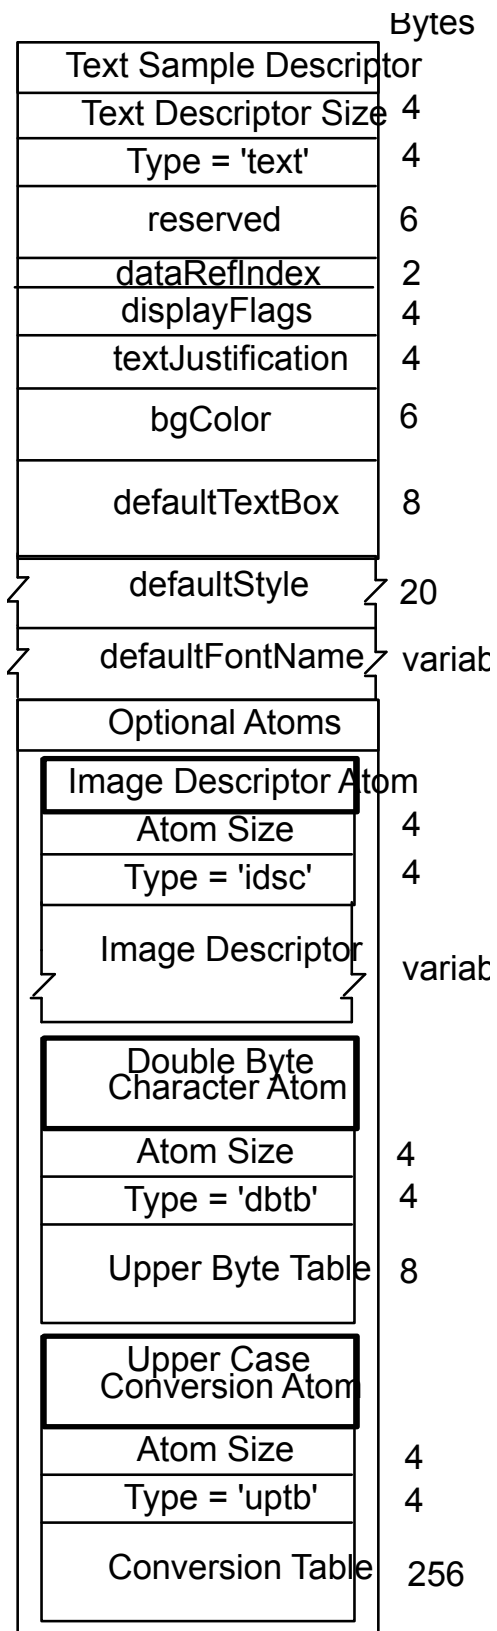 Bytes
Text Sample Descriptor
Text Descriptor Size 4
Type = 'text' 4
reserved 6
dataRefIndex 2
displayFlags 4
textJustification 4
bgColor 6
defaultTextBox 8
defaultStyle 20
defaultFontName variab
Optional Atoms
Image Descriptor Atom
Atom Size 4
Type = 'idsc' 4
Image Descriptor variab
Double Byte
Character Atom
Atom Size 4
Type = 'dbtb' 4
Upper Byte Table 8
Upper Case
Conversion Atom
Atom Size 4
Type = 'uptb' 4
Conversion Table 256